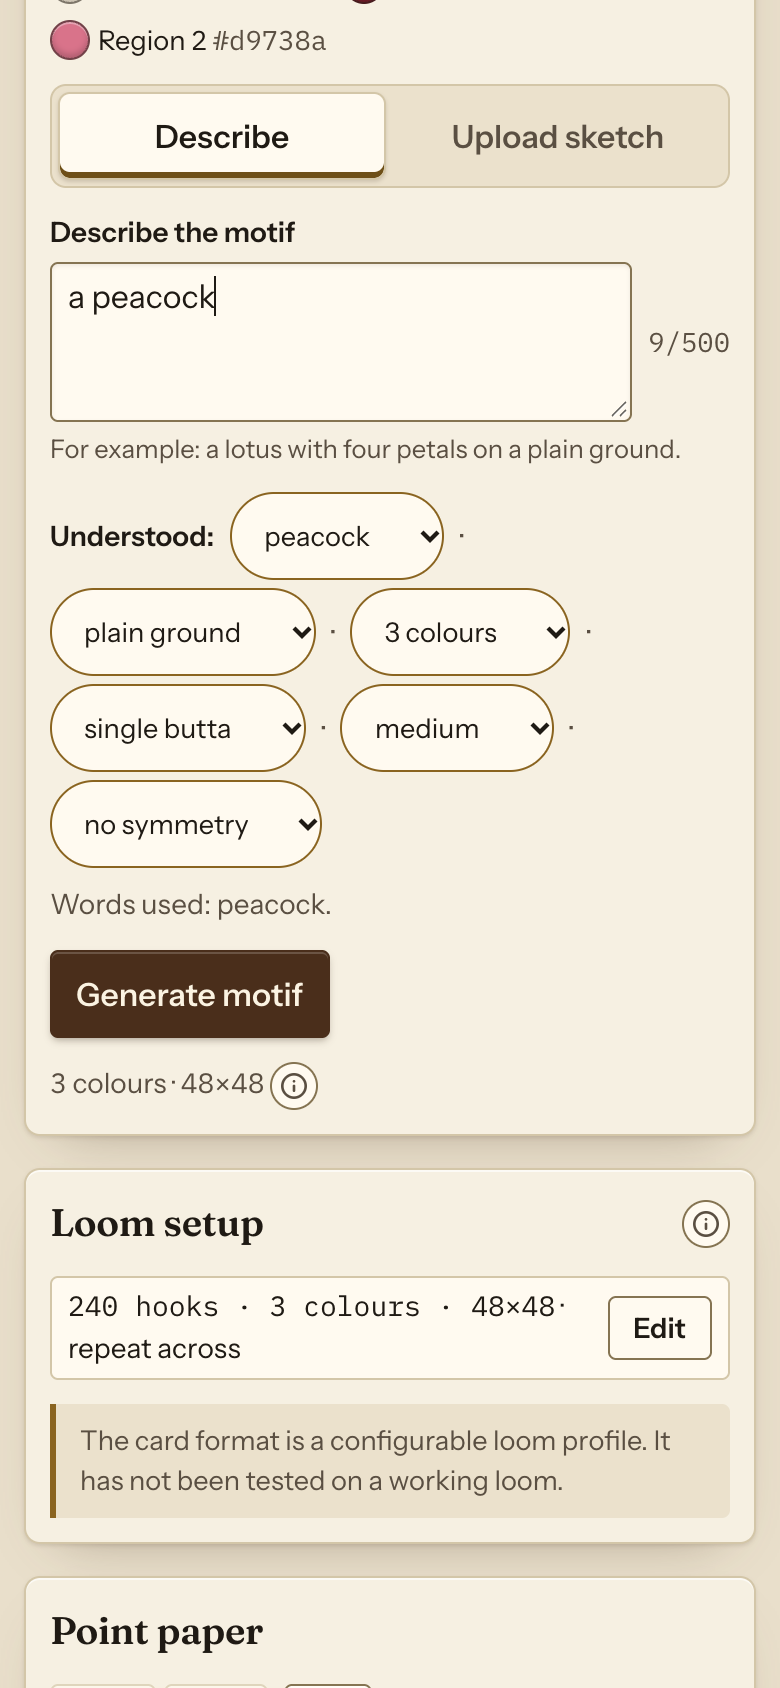 Region 2 #d9738a
Describe
Upload sketch
Describe the motif
a peacock
9/500
For example: a lotus with four petals on a plain ground.
Understood: peacock ·
plain ground · 3 colours ·
single butta · medium ·
no symmetry
Words used: peacock.
Generate motif
3 colours · 48×48
Loom setup
240 hooks · 3 colours · 48×48 ·
repeat across
Edit
The card format is a configurable loom profile. It
has not been tested on a working loom.
Point paper